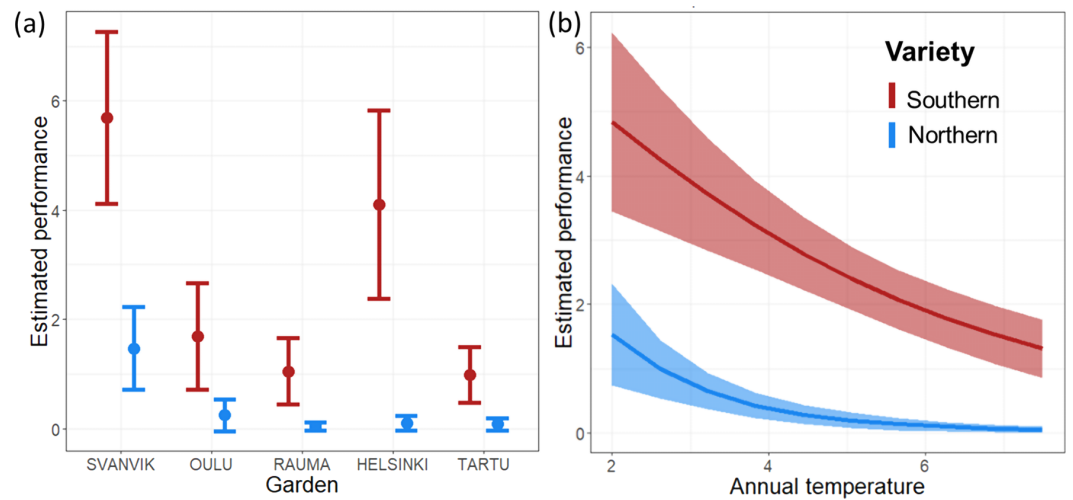 (a)
Estimated performance
6
4
2
0
SVANVIK OULU RAUMA HELSINKI TARTU
Garden
(b)
Estimated performance
6
4
2
0
Variety
Southern
Northern
2 4 6
Annual temperature